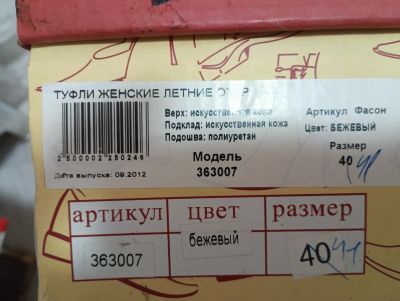 ТУФЛИ ЖЕНСКИЕ ЛЕТНИЕ ОТКР
Верх: искусственная кожа
Артикул Фасон
Подклад: искусственная кожа
Цвет: БЕЖЕВЫЙ
Подошва: полиуретан
Размер
2 500002 250246
Модель
40 41
Дата выпуска: 09.2012
363007
артикул цвет размер
363007 бежевый 40 41